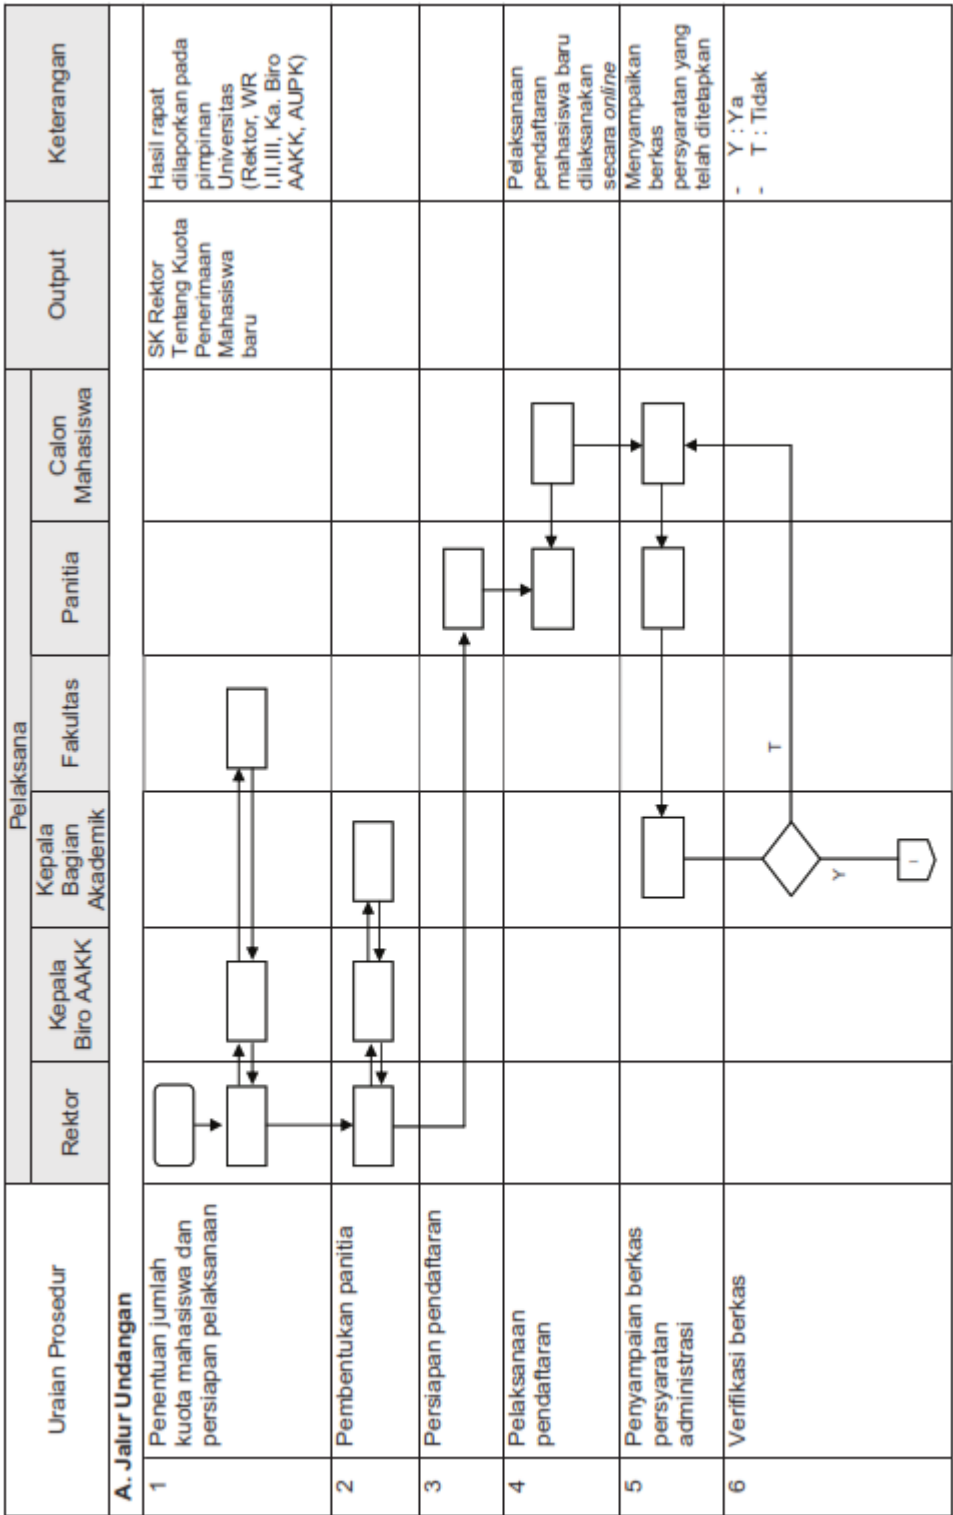 Uraian Prosedur
Pelaksana
Output
Keterangan
Rektor
Kepala
Biro AAKK
Kepala
Bagian
Akademik
Fakultas
Panitia
Calon
Mahasiswa
A. Jalur Undangan
1
Penentuan jumlah
kuota mahasiswa dan
persiapan pelaksanaan
SK Rektor
Tentang Kuota
Penerimaan
Mahasiswa
baru
Hasil rapat
dilaporkan pada
pimpinan
Universitas
(Rektor, WR
I,II,III, Ka. Biro
AAKK, AUPK)
2
Pembentukan panitia
3
Persiapan pendaftaran
4
Pelaksanaan
pendaftaran
Pelaksanaan
pendaftaran
mahasiswa baru
dilaksanakan
secara online
5
Penyampaian berkas
persyaratan
administrasi
Menyampaikan
berkas
persyaratan yang
telah ditetapkan
6
Verifikasi berkas
T
Y
I
- Y : Ya
- T : Tidak